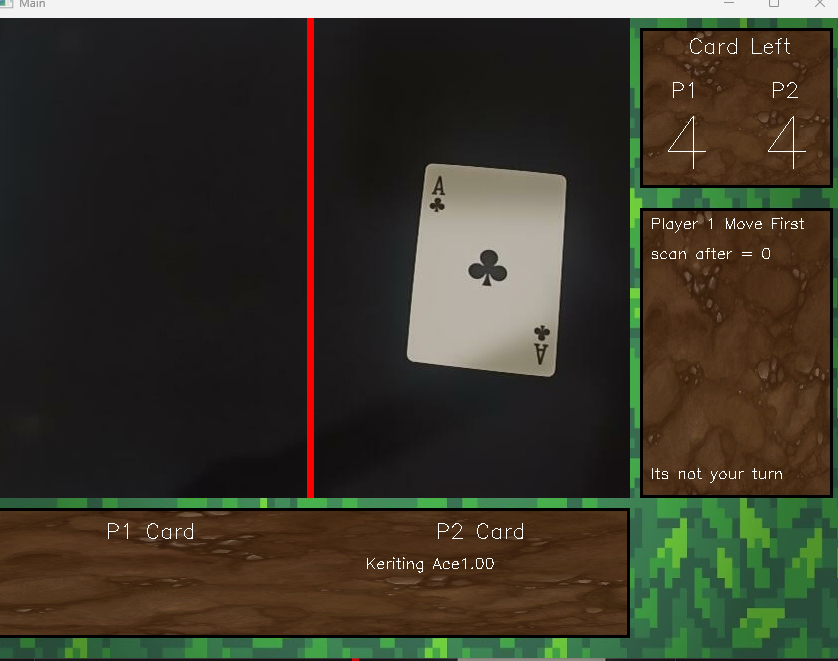 Main
Card Left
P1 P2
4 4
Player 1 Move First
scan after = 0
Its not your turn
A
A
P1 Card P2 Card
Keriting Ace1.00